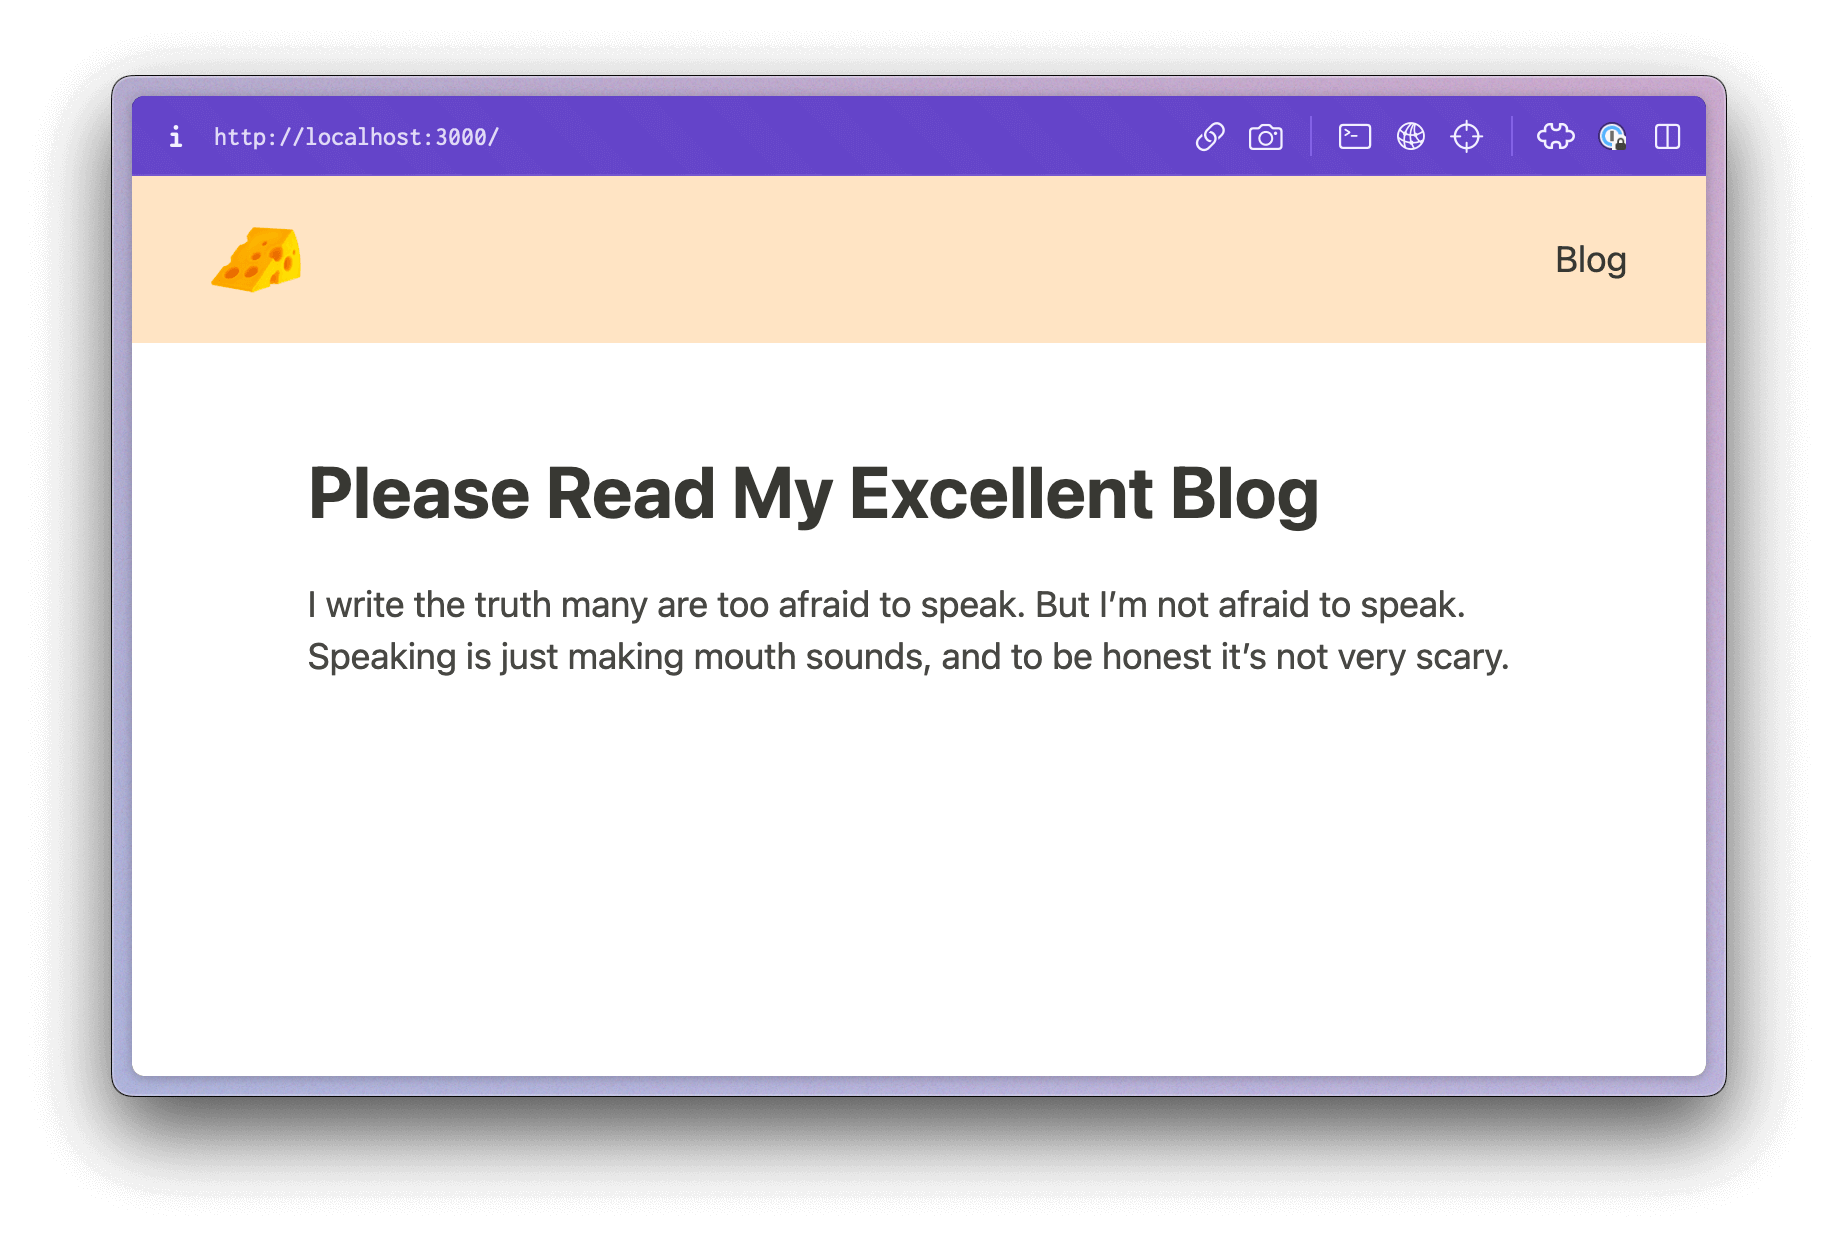 http://localhost:3000/
Blog
Please Read My Excellent Blog
I write the truth many are too afraid to speak. But I’m not afraid to speak.
Speaking is just making mouth sounds, and to be honest it’s not very scary.